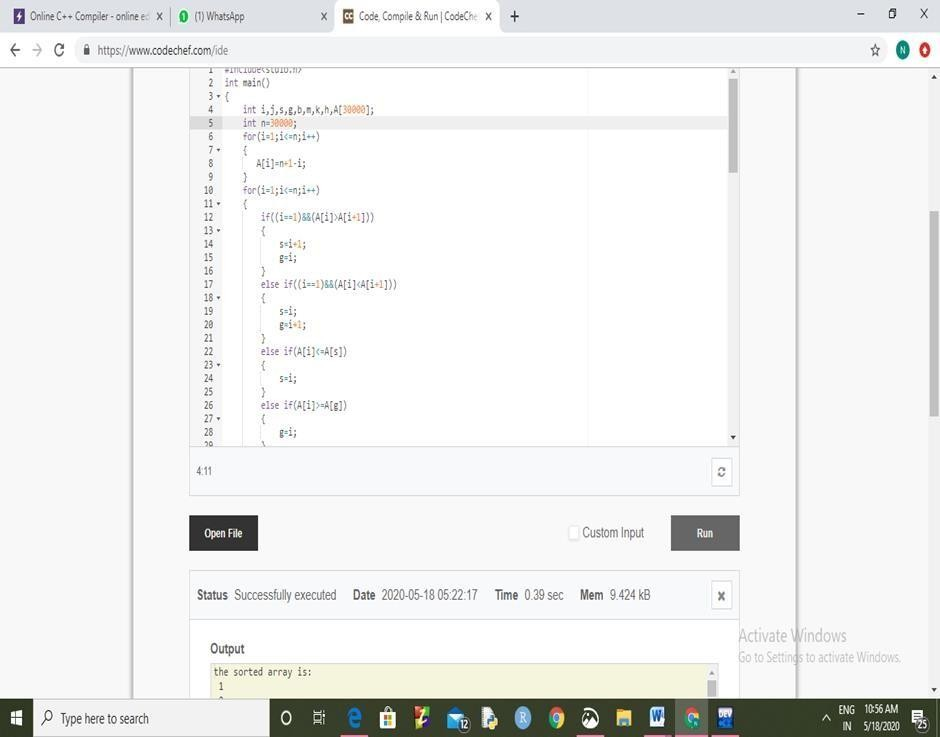 Online C++ Compiler - online ed
(1) WhatsApp
Code, Compile & Run | CodeChe
https://www.codechef.com/ide
N
1 #include<stdio.h>
2 int main()
3 {
4 int i,j,s,g,b,m,k,h,A[30000];
5 int n=30000;
6 for(i=1;i<=n;i++)
7 {
8 A[i]=n+1-i;
9 }
10 for(i=1;i<=n;i++)
11 {
12 if((i==1)&&(A[i]>A[i+1]))
13 {
14 s=i+1;
15 g=i;
16 }
17 else if((i==1)&&(A[i]<A[i+1]))
18 {
19 s=i;
20 g=i+1;
21 }
22 else if(A[i]<=A[s])
23 {
24 s=i;
25 }
26 else if(A[i]>=A[g])
27 {
28 g=i;
29 }
4:11
Open File
Custom Input
Run
Status Successfully executed Date 2020-05-18 05:22:17 Time 0.39 sec Mem 9.424 kB
Activate Windows
Go to Settings to activate Windows.
Output
the sorted array is:
1
Type here to search
12
R
DEV
ENG
IN
10:56 AM
5/18/2020
25